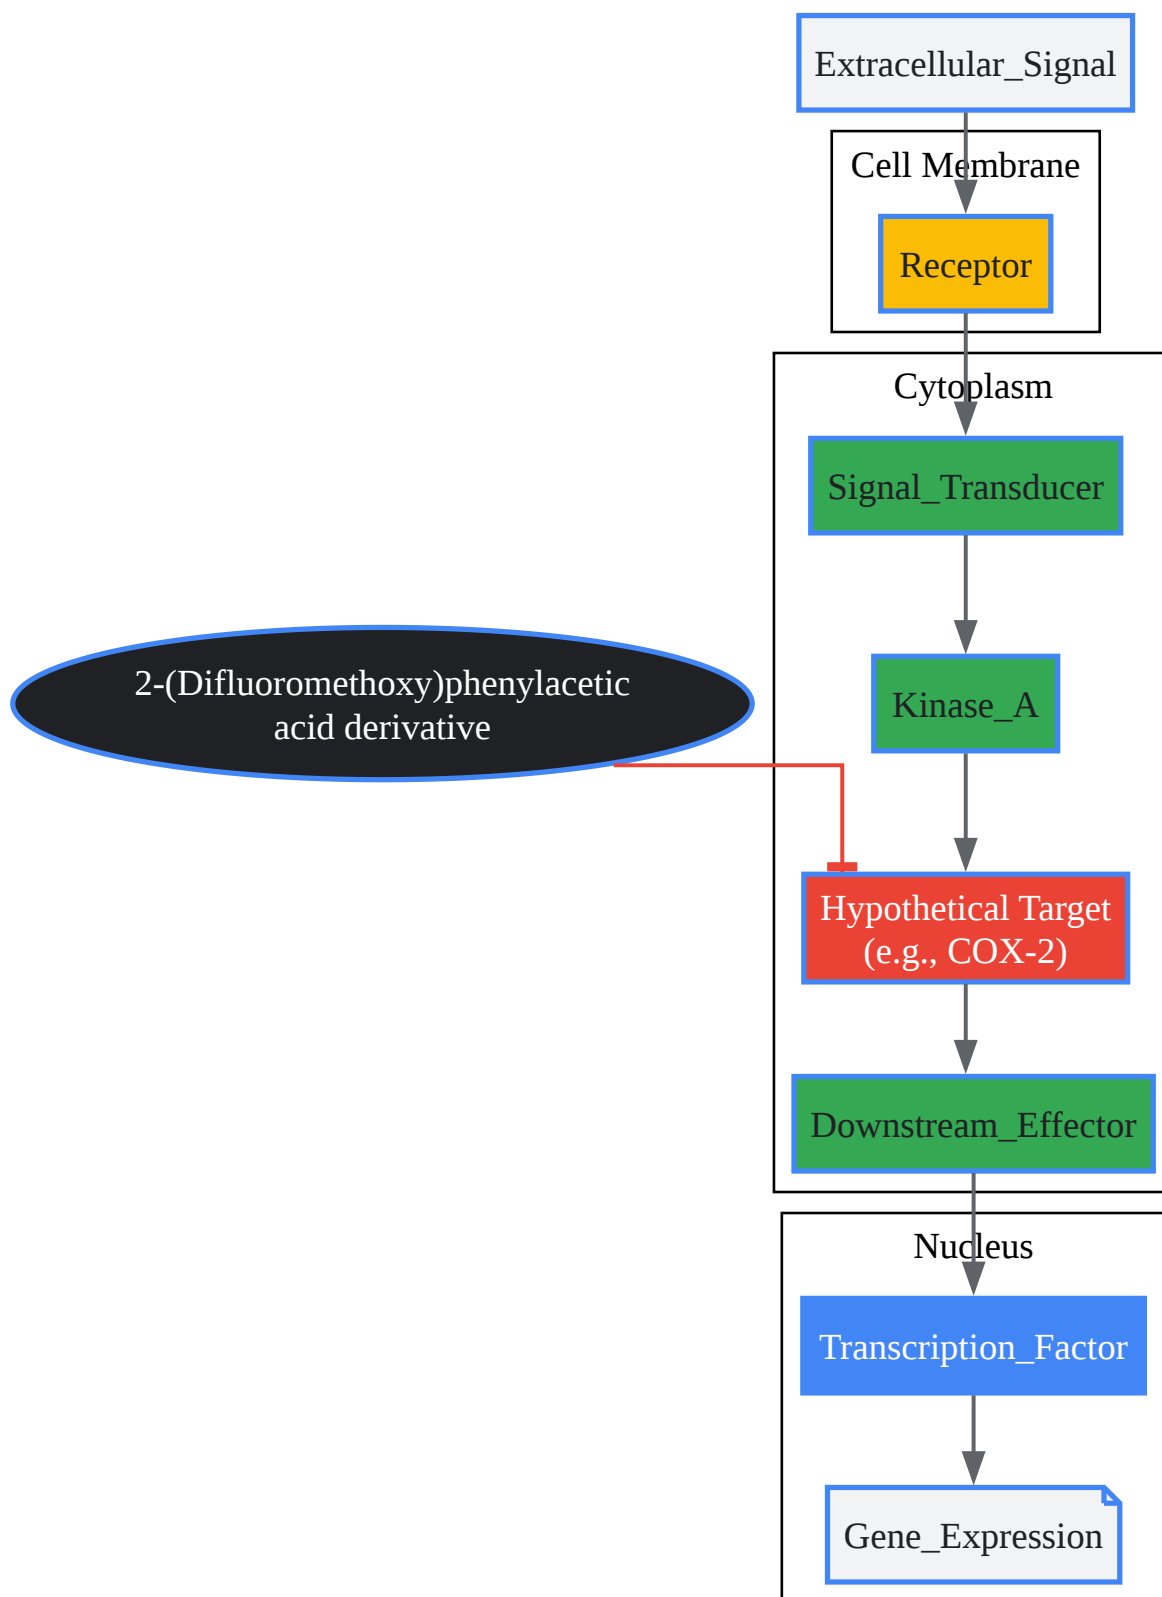 Extracellular_Signal
Cell Membrane
Receptor
Cytoplasm
Signal_Transducer
2-(Difluoromethoxy)phenylacetic
acid derivative
Kinase_A
Hypothetical Target
(e.g., COX-2)
Downstream_Effector
Nucleus
Transcription_Factor
Gene_Expression